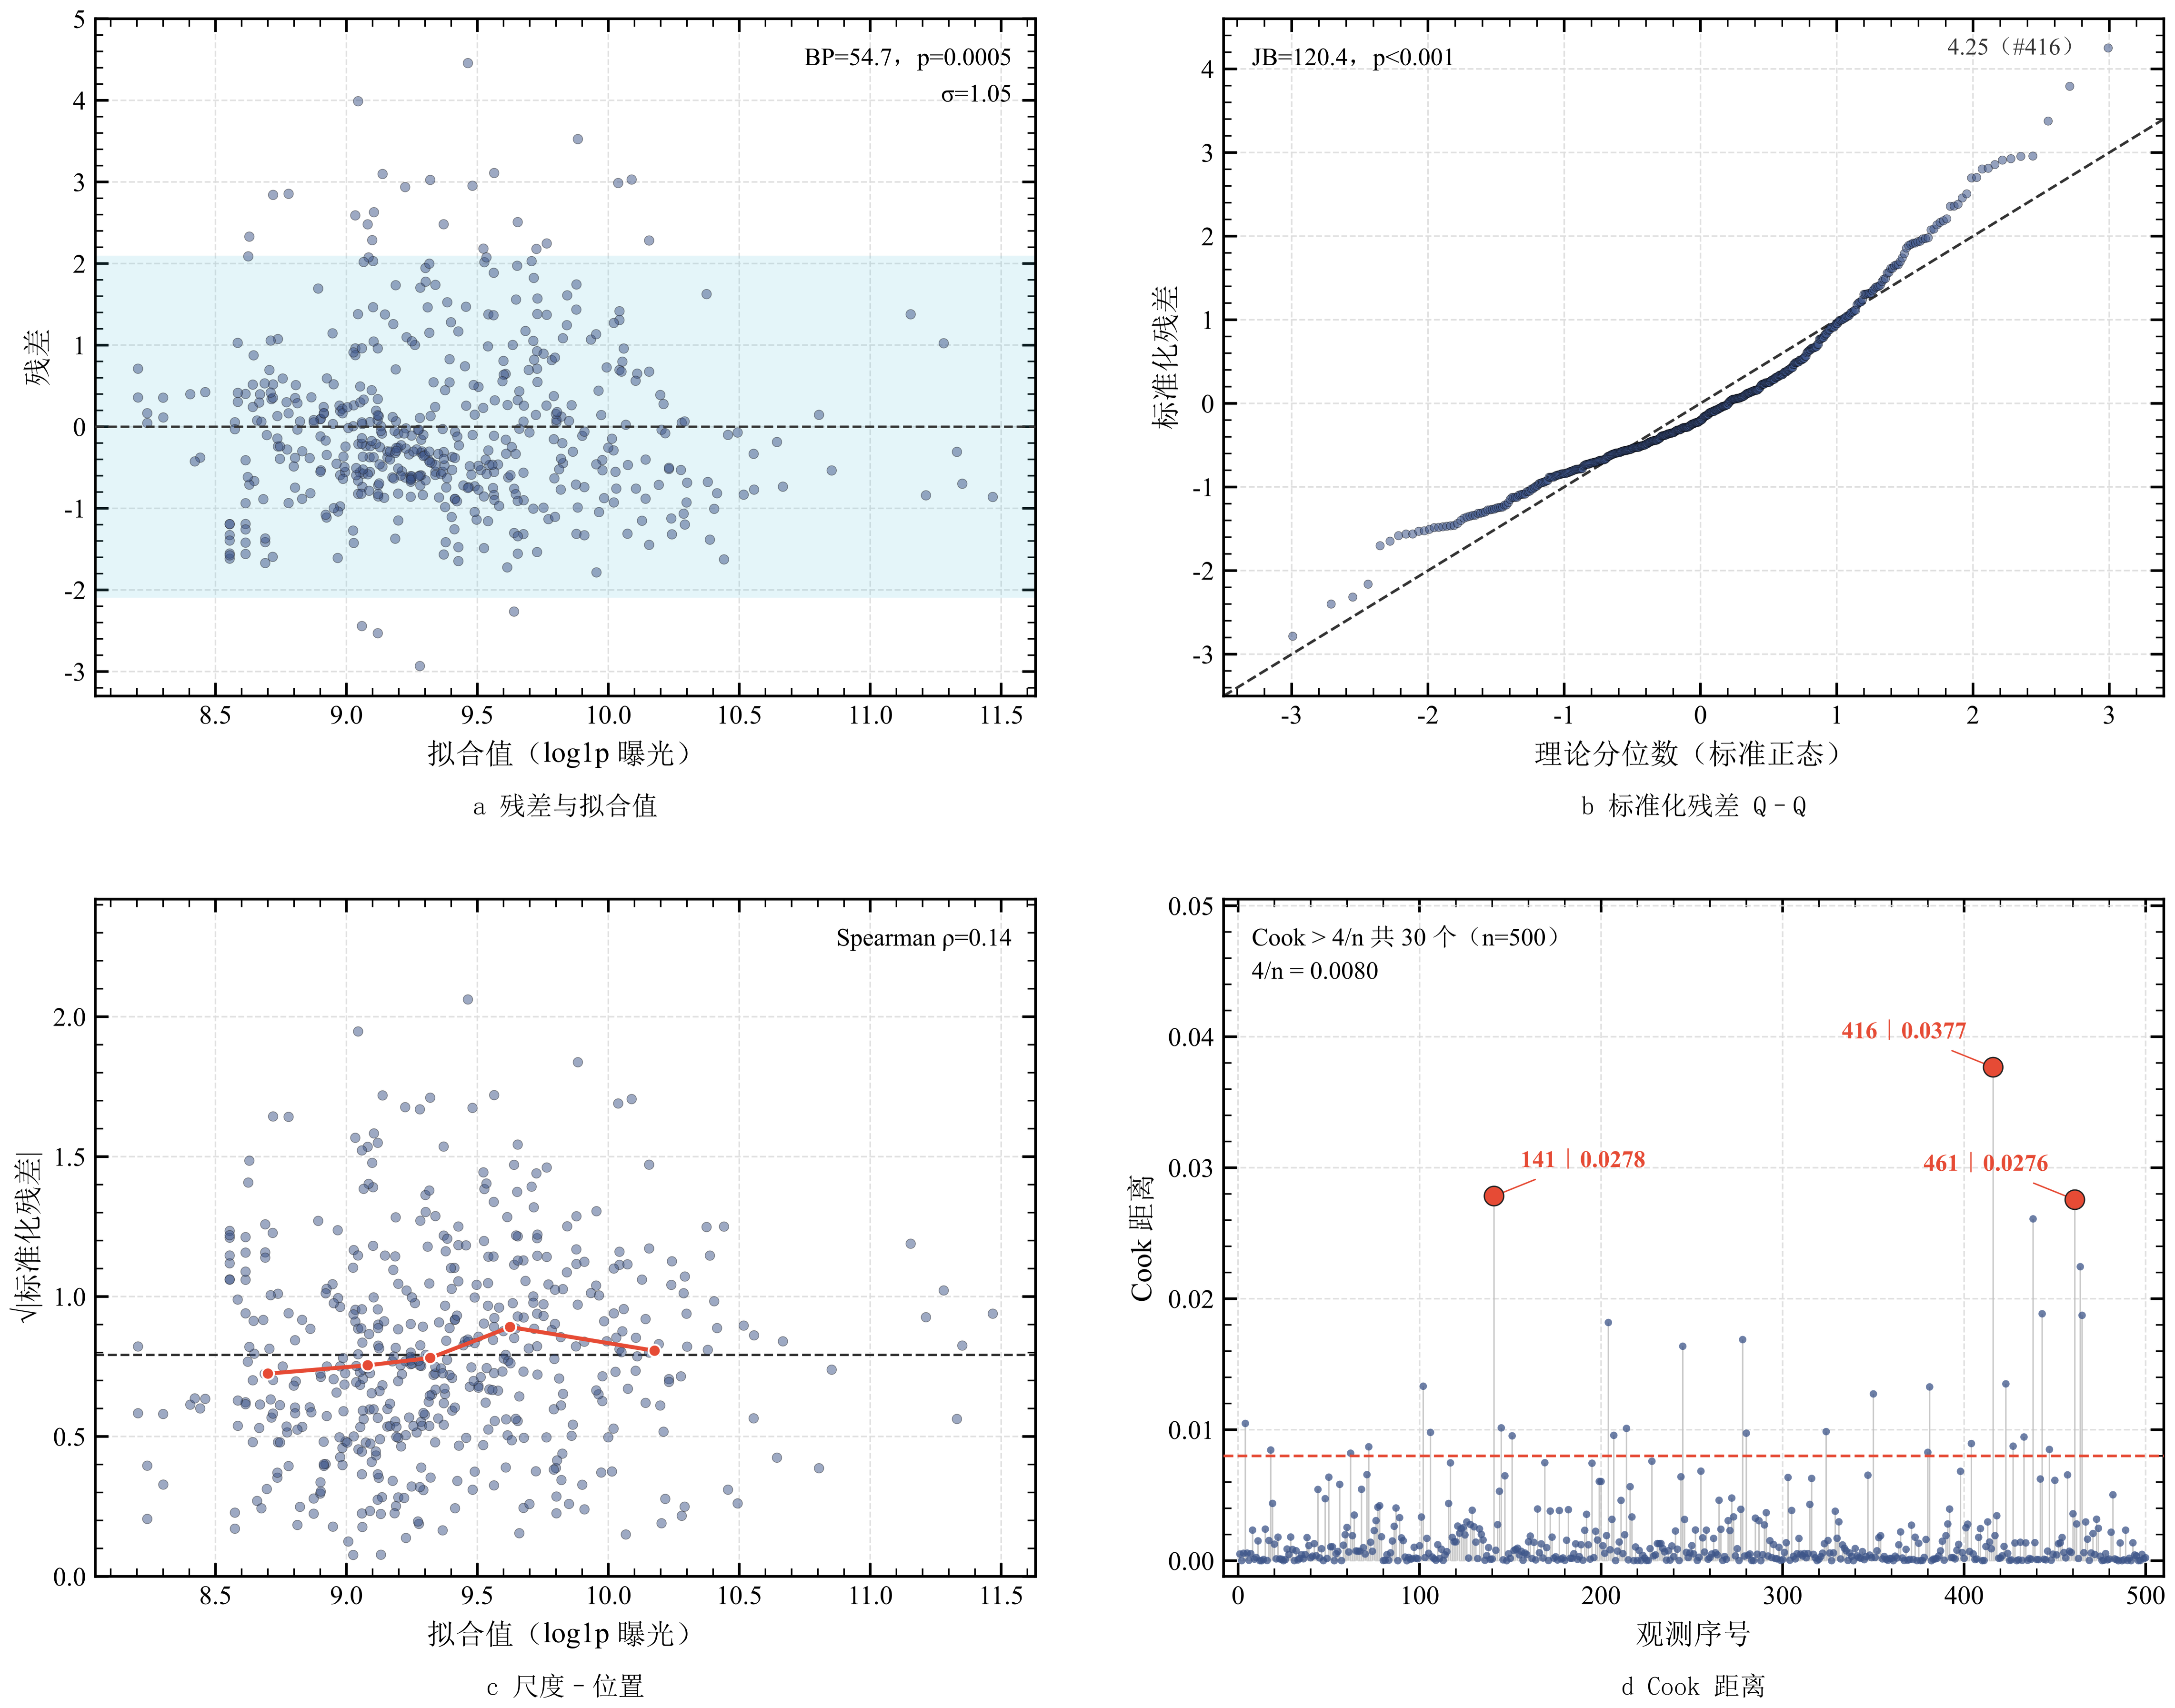 BP=54.7，p=0.0005
σ=1.05
5
4
3
2
1
0
-1
-2
-3
残差
8.5 9.0 9.5 10.0 10.5 11.0 11.5
拟合值（log1p 曝光）
a 残差与拟合值
JB=120.4，p<0.001
4.25（#416）
4
3
2
1
0
-1
-2
-3
标准化残差
-3 -2 -1 0 1 2 3
理论分位数（标准正态）
b 标准化残差 Q-Q
Spearman ρ=0.14
2.0
1.5
1.0
0.5
0.0
√|标准化残差|
8.5 9.0 9.5 10.0 10.5 11.0 11.5
拟合值（log1p 曝光）
c 尺度-位置
Cook > 4/n 共 30 个（n=500）
4/n = 0.0080
416 | 0.0377
141 | 0.0278
461 | 0.0276
0.05
0.04
0.03
0.02
0.01
0.00
Cook 距离
0 100 200 300 400 500
观测序号
d Cook 距离